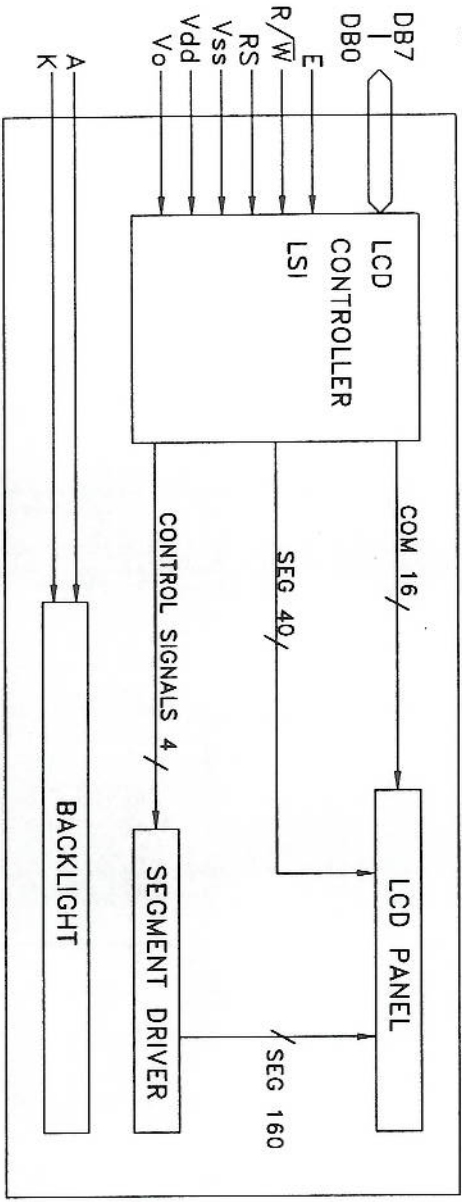 DB7
DB0
E
R/W
RS
Vss
Vdd
Vo
A
K
LCD
CONTROLLER
LSI
COM 16
SEG 40
CONTROL SIGNALS 4
LCD PANEL
SEGMENT DRIVER
SEG 160
BACKLIGHT